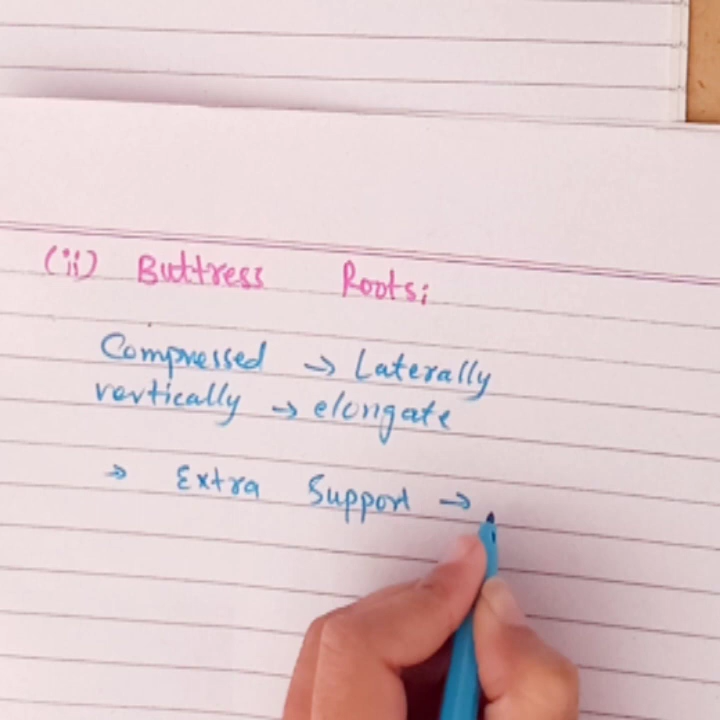 (ii) Buttress Roots;
Compressed → Laterally
vertically → elongate
→ Extra Support →